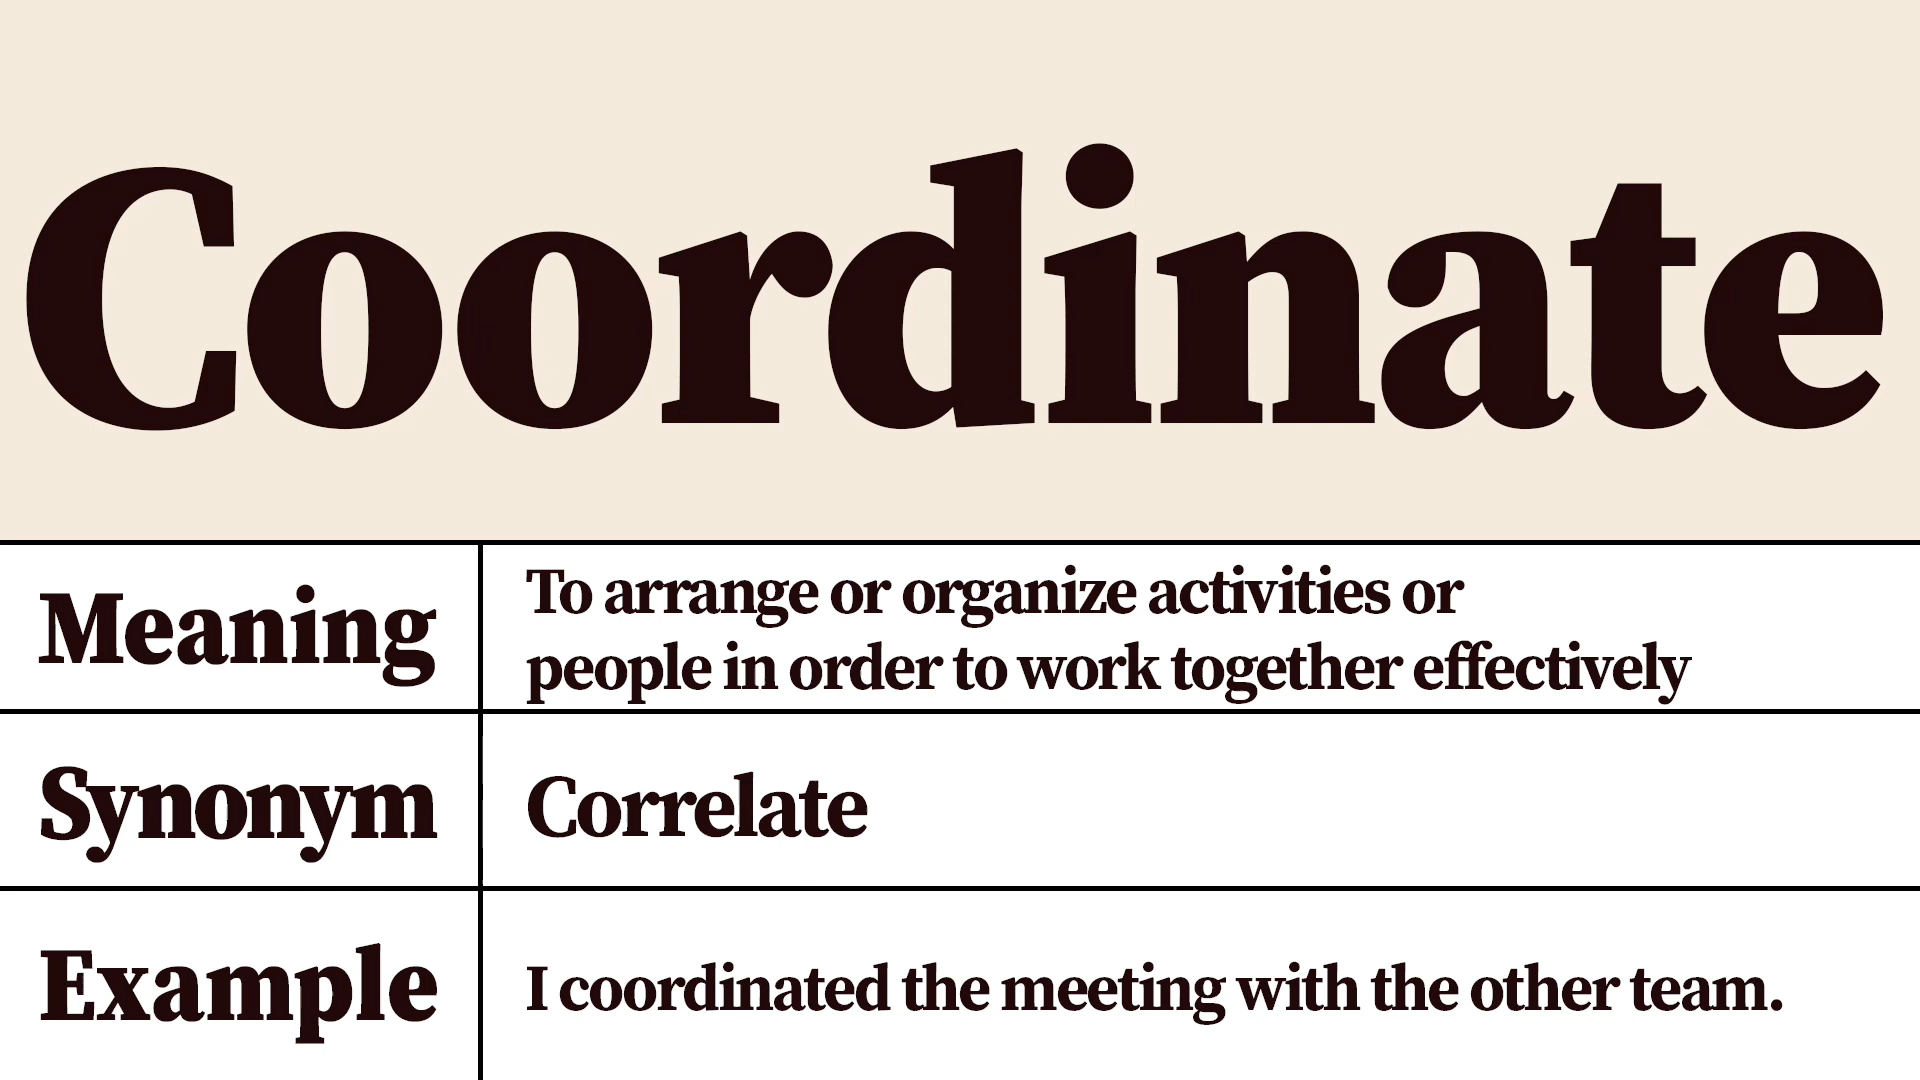 Coordinate
Meaning
To arrange or organize activities or
people in order to work together effectively
Synonym
Correlate
Example
I coordinated the meeting with the other team.